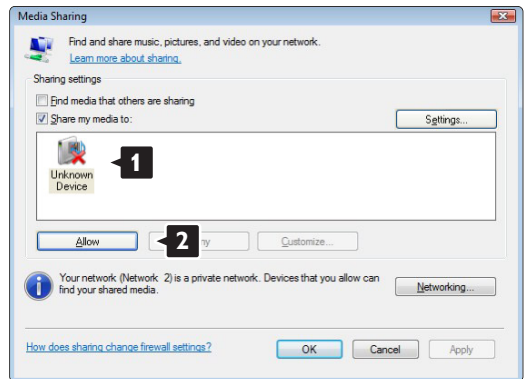 Media Sharing
Find and share music, pictures, and video on your network.
Learn more about sharing.
Sharing settings
Find media that others are sharing
Share my media to:
Settings...
Unknown
Device
1
Allow
2
Customize...
Your network (Network 2) is a private network. Devices that you allow can
find your shared media.
Networking...
How does sharing change firewall settings?
OK
Cancel
Apply